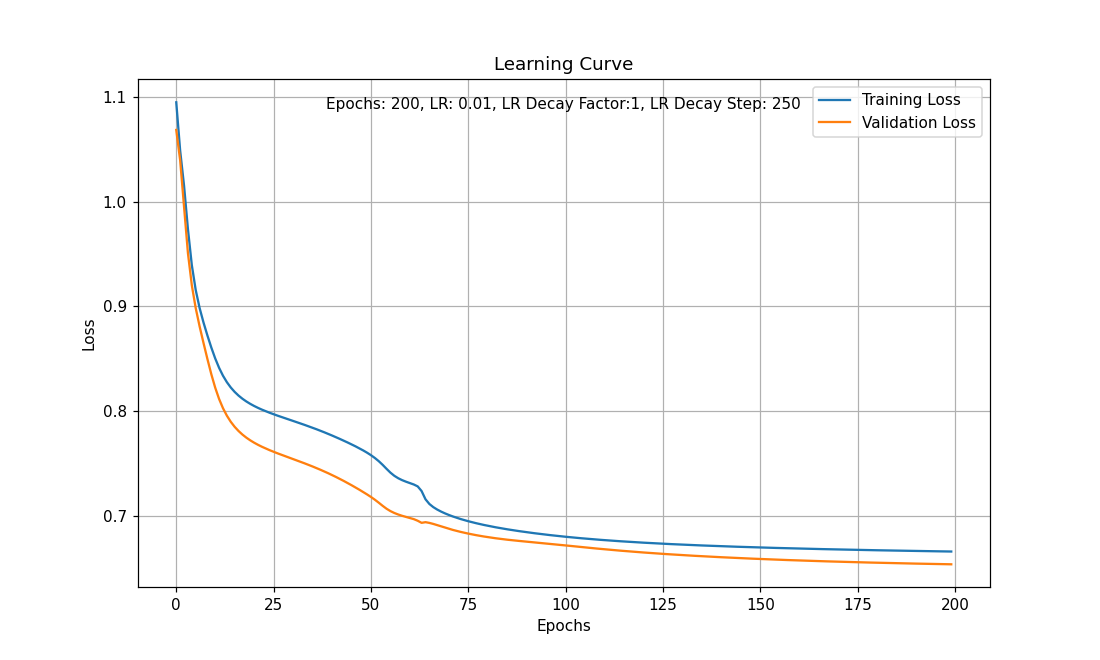 Learning Curve
Epochs: 200, LR: 0.01, LR Decay Factor:1, LR Decay Step: 250
Training Loss
Validation Loss
1.1
1.0
0.9
0.8
0.7
Loss
0
25
50
75
100
125
150
175
200
Epochs